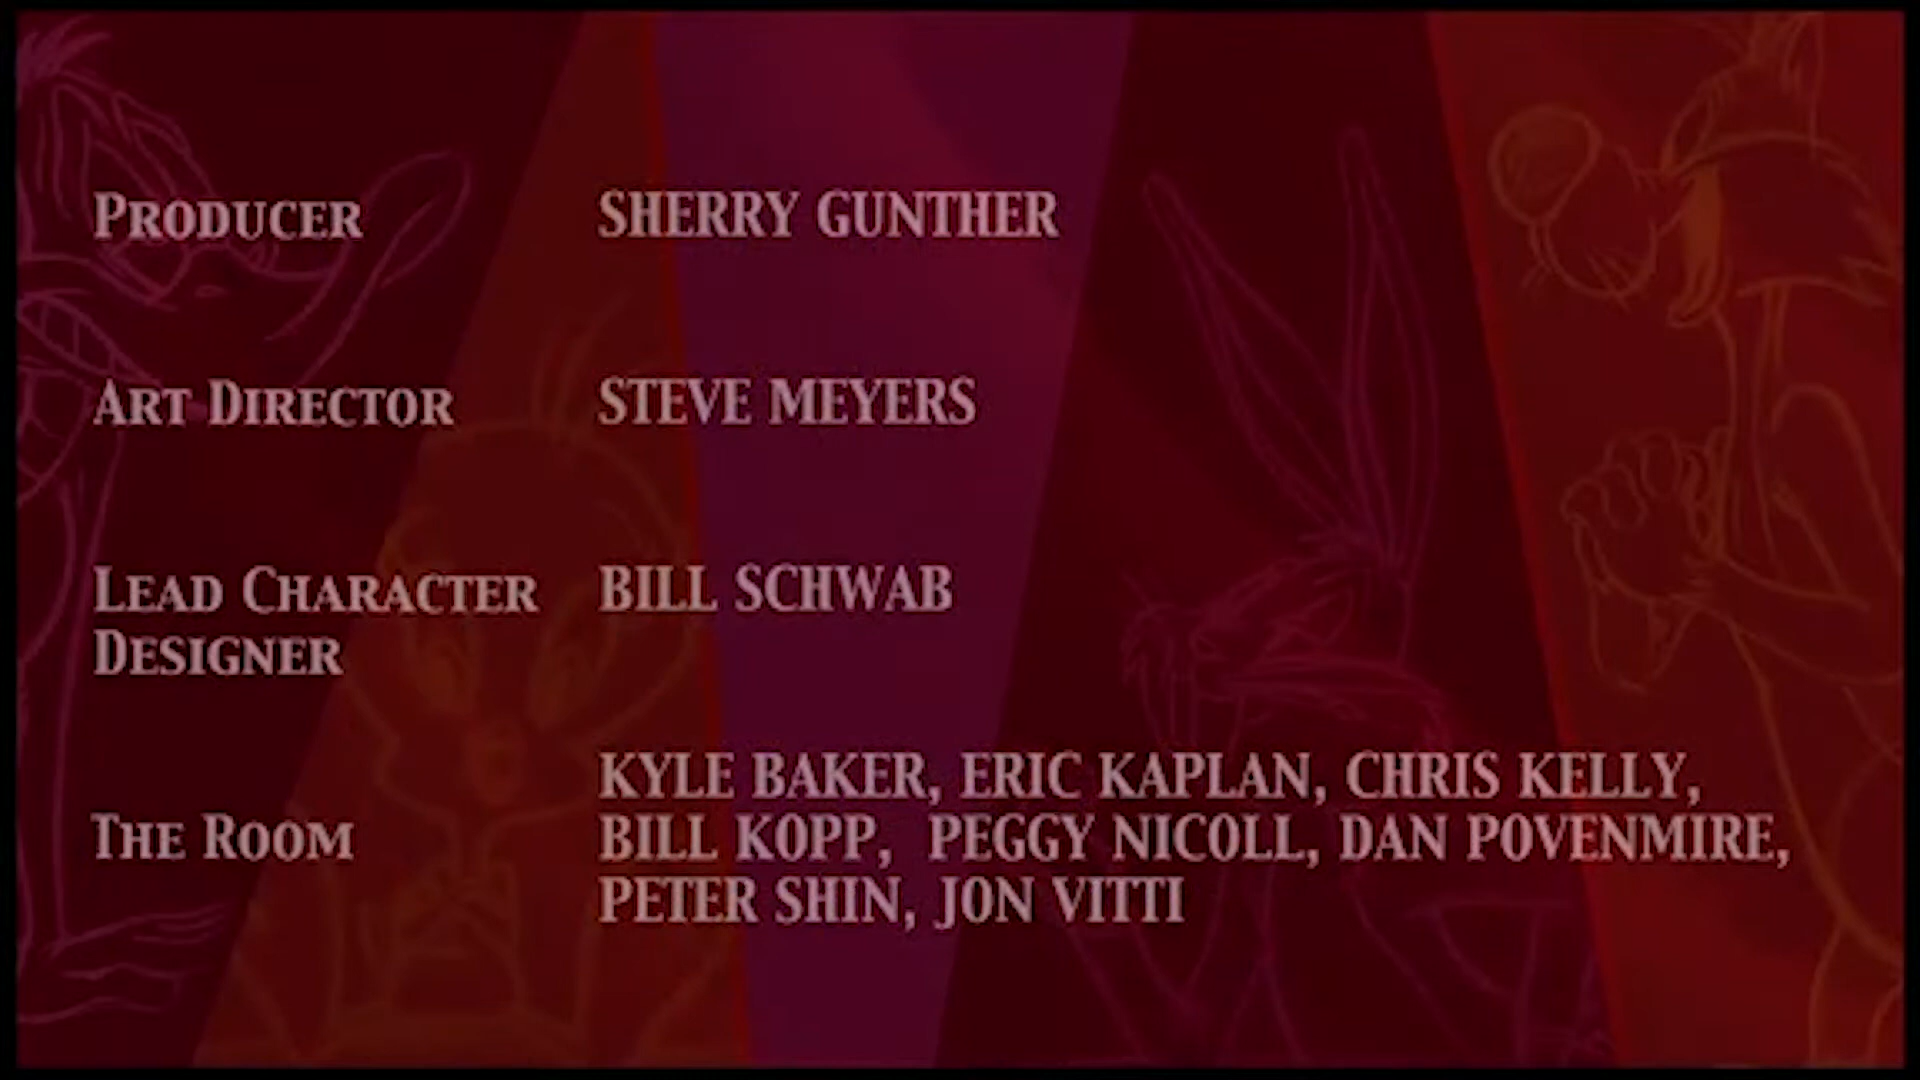 PRODUCER SHERRY GUNTHER
ART DIRECTOR STEVE MEYERS
LEAD CHARACTER BILL SCHWAB
DESIGNER
KYLE BAKER, ERIC KAPLAN, CHRIS KELLY,
THE ROOM BILL KOPP, PEGGY NICOLL, DAN POVENMIRE,
PETER SHIN, JON VITTI